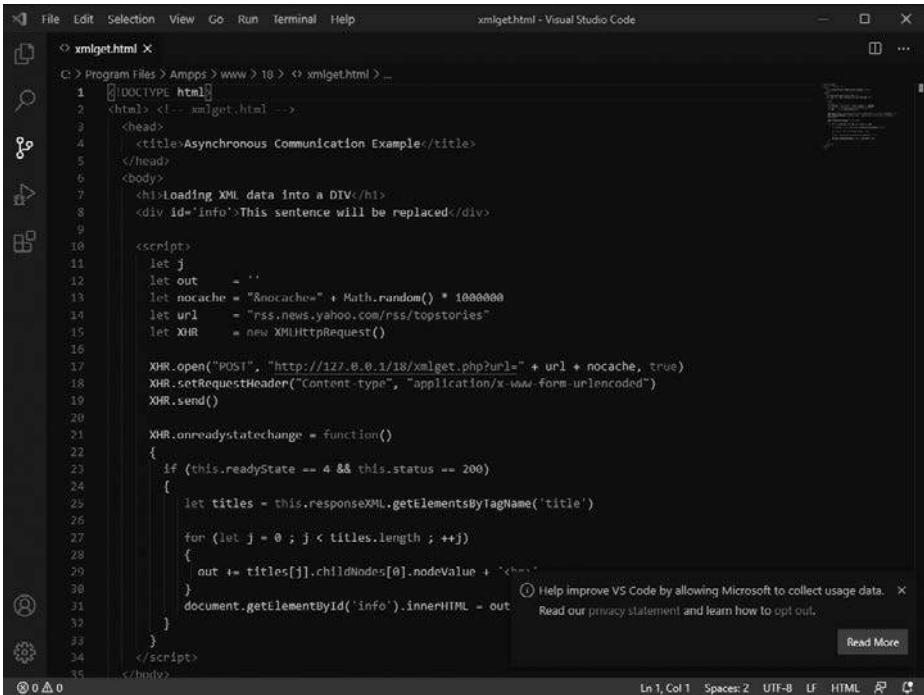 File Edit Selection View Go Run Terminal Help xmlget.html - Visual Studio Code
xmlget.html
C: > Program Files > Ampps > www > 18 > xmlget.html > ...
1 <!DOCTYPE html>
2 <html> <!-- xmlget.html -->
3 <head>
4 <title>Asynchronous Communication Example</title>
5 </head>
6 <body>
7 <h1>Loading XML data into a DIV</h1>
8 <div id='info'>This sentence will be replaced</div>
9
10 <script>
11 let j
12 let out = ''
13 let nocache = "&nocache=" + Math.random() * 1000000
14 let url = "rss.news.yahoo.com/rss/topstories"
15 let XHR = new XMLHttpRequest()
16
17 XHR.open("POST", "http://127.0.0.1/18/xmlget.php?url=" + url + nocache, true)
18 XHR.setRequestHeader("Content-type", "application/x-www-form-urlencoded")
19 XHR.send()
20
21 XHR.onreadystatechange = function()
22 {
23 if (this.readyState == 4 && this.status == 200)
24 {
25 let titles = this.responseXML.getElementsByTagName('title')
26
27 for (let j = 0 ; j < titles.length ; ++j)
28 {
29 out += titles[j].childNodes[0].nodeValue +
30 }
31 document.getElementById('info').innerHTML = out
32 }
33 }
34 </script>
35 </body>
Help improve VS Code by allowing Microsoft to collect usage data.
Read our privacy statement and learn how to opt out.
Read More
0 0 Ln 1, Col 1 Spaces: 2 UTF-8 LF HTML